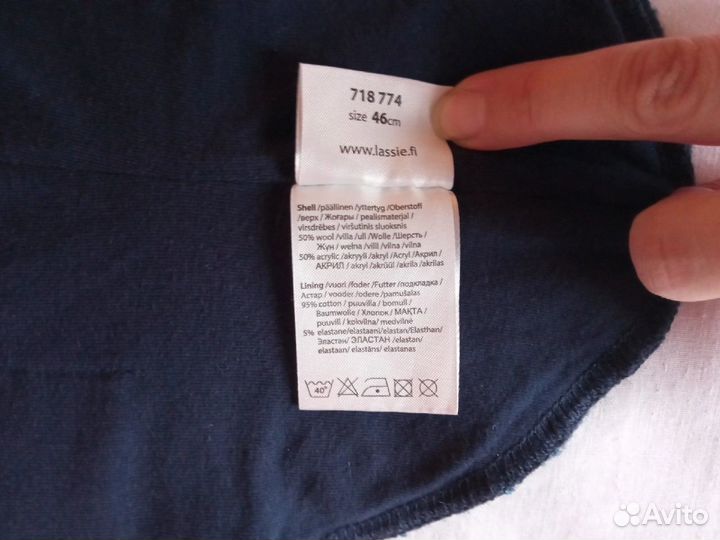 718 774
size 46cm
www.lassie.fi
Shell /päällinen /yttertyg /Oberstoff
/верх / Жоғары / pealismaterjal /
virsdrēbes / viršutinis sluoksnis
50% wool /villa /ull /Wolle /Шерсть /
Жүн / wełna /villl /vilna /vilna
50% acrylic /akryyli /akryl /Acryl /Акрил /
АКРИЛ / akryl /akrüül /akrila /akrilas
Lining /vuori /foder /Futter /подкладка /
Астар / vooder /odere /pamušalas
95% cotton / puuvilla / bomull /
Baumwolle / Хлопок / МАҚТА /
puuvill / kokvilna / medvilnė
5% elastane/elastaani/elastan/Elasthan/
Эластан/ ЭЛАСТАН /elastan/
elastaan/ elastāns/ elastanas
40°
Avito